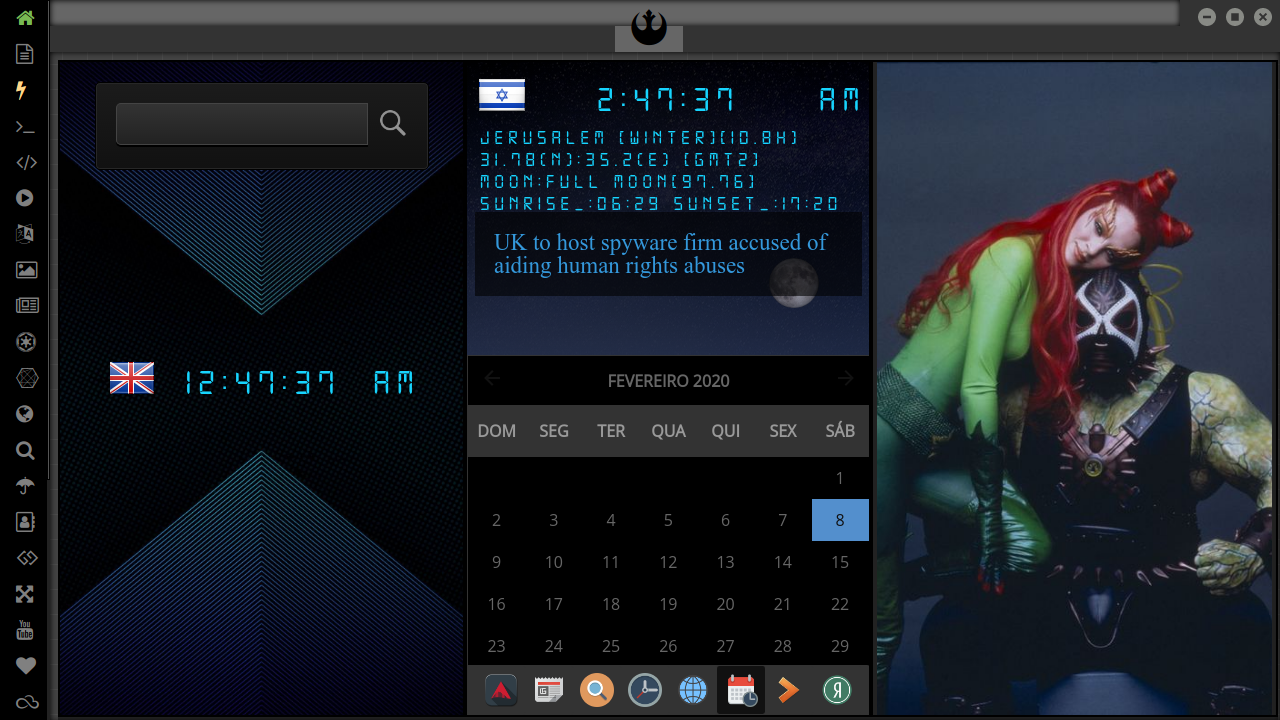 2:47:37 AM
JERUSALEM [WINTER][10.8H]
31.78(N):35.2(E) [GMT2]
MOON:FULL MOON[97.76]
SUNRISE_:06:29 SUNSET_:17:20
UK to host spyware firm accused of
aiding human rights abuses
12:47:37 AM
FEVEREIRO 2020
DOM SEG TER QUA QUI SEX SÁB
1
2 3 4 5 6 7 8
9 10 11 12 13 14 15
16 17 18 19 20 21 22
23 24 25 26 27 28 29
You
Tube
Я